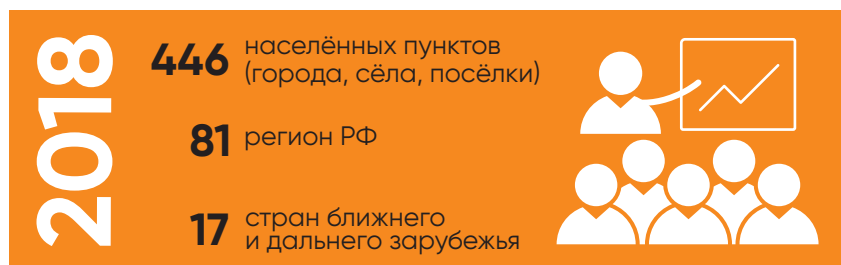 2018
446 населённых пунктов
(города, сёла, посёлки)
81 регион РФ
17 стран ближнего
и дальнего зарубежья